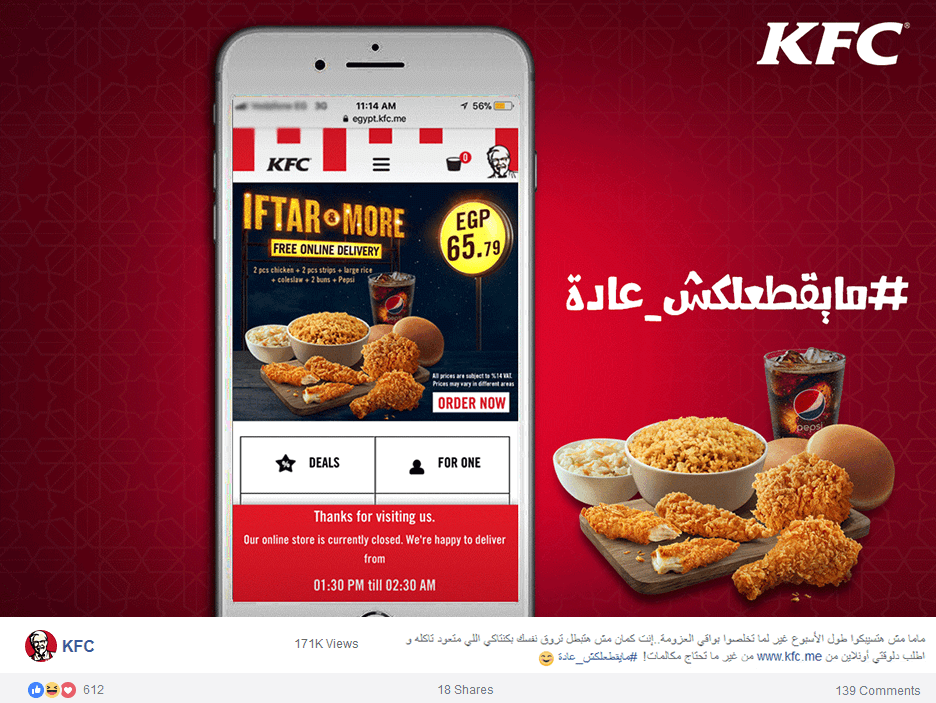 KFC®
3G 11:14 AM 56%
egypt.kfc.me
KFC
0
IFTAR & MORE
FREE ONLINE DELIVERY
2 pcs chicken + 2 pcs strips + large rice
+ coleslaw + 2 buns + Pepsi
EGP
65.79
All prices are subject to %14 VAT.
Prices may vary in different areas
ORDER NOW
DEALS
FOR ONE
Thanks for visiting us.
Our online store is currently closed. We're happy to deliver
from
01:30 PM till 02:30 AM
#مايقطعلكش_عادة
pepsi
KFC
171K Views
ماما مش هتسيبكوا طول الأسبوع غير لما تخلصوا بواقي العزومة..إنت كمان مش هتبطل تروق نفسك بكنتاكي اللي متعود تاكله و
اطلب دلوقتي أونلاين من www.kfc.me من غير ما تحتاج مكالمات! #مايقطعلكش_عادة 😋
612
18 Shares
139 Comments